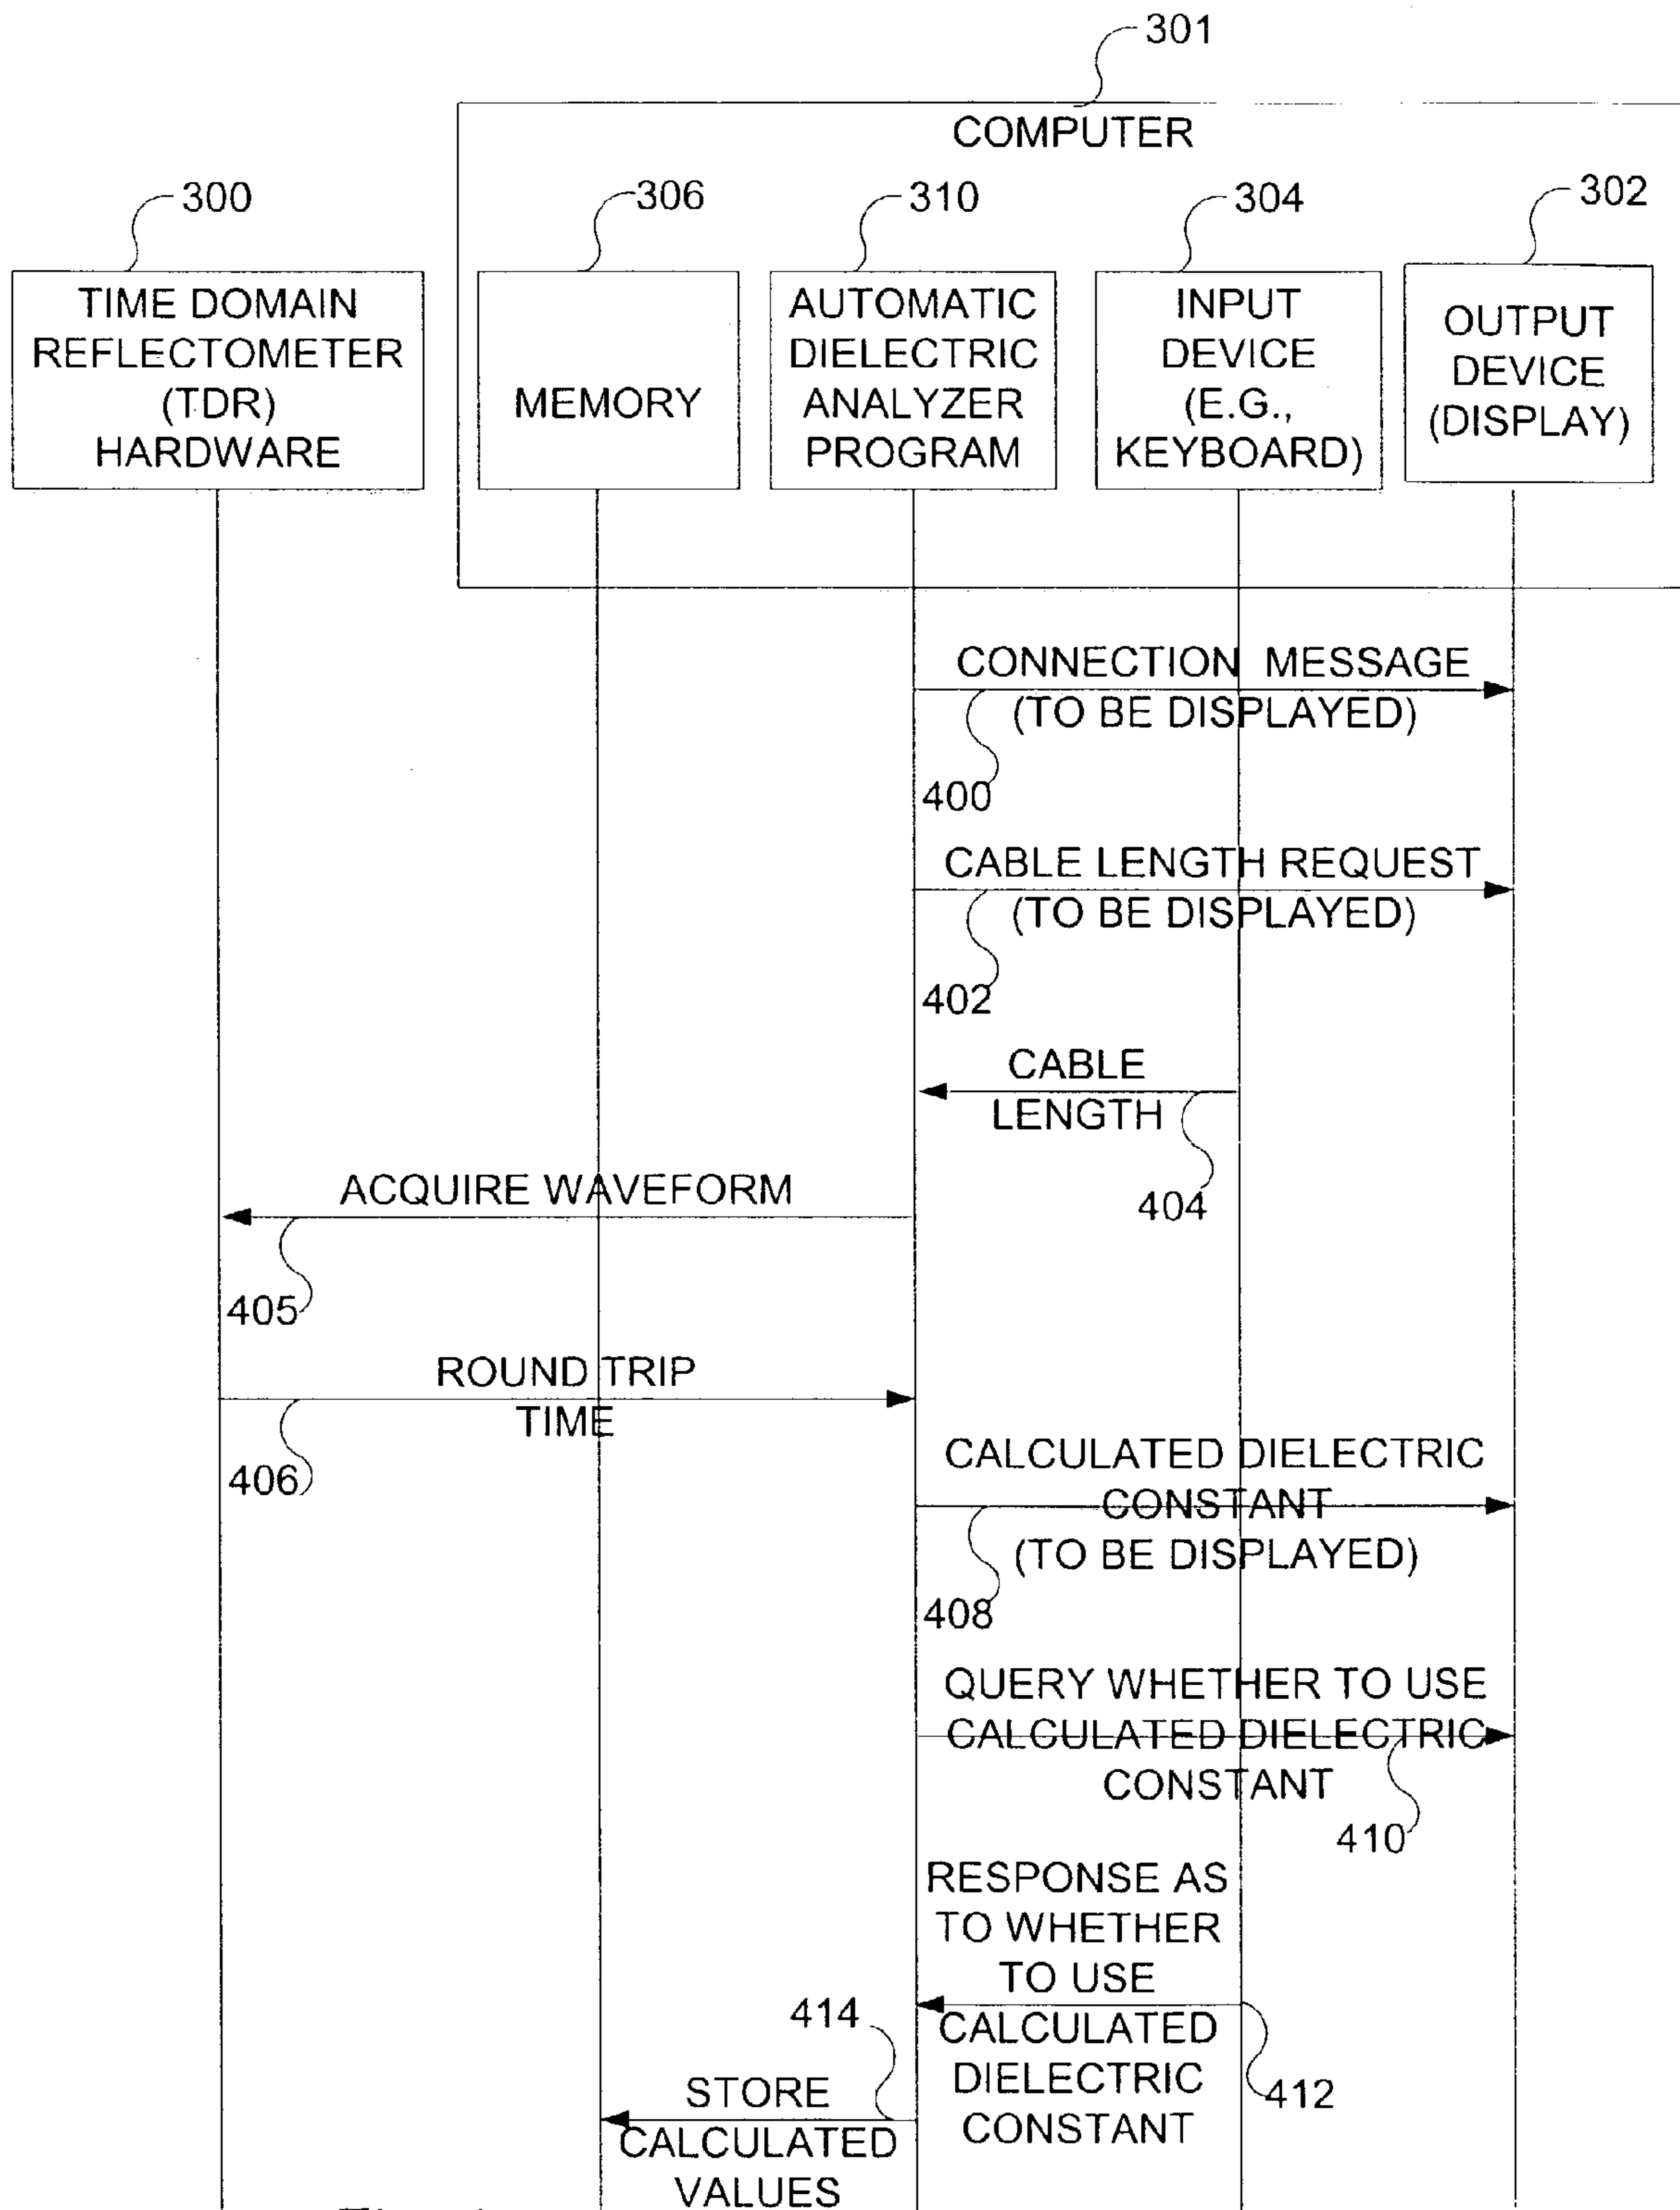 301
COMPUTER
300
306
310
304
302
TIME DOMAIN
REFLECTOMETER
(TDR)
HARDWARE
MEMORY
AUTOMATIC
DIELECTRIC
ANALYZER
PROGRAM
INPUT
DEVICE
(E.G.,
KEYBOARD)
OUTPUT
DEVICE
(DISPLAY)
CONNECTION MESSAGE
(TO BE DISPLAYED)
400
CABLE LENGTH REQUEST
(TO BE DISPLAYED)
402
CABLE
LENGTH
404
ACQUIRE WAVEFORM
405
ROUND TRIP
TIME
406
CALCULATED DIELECTRIC
CONSTANT
(TO BE DISPLAYED)
408
QUERY WHETHER TO USE
CALCULATED DIELECTRIC
CONSTANT
410
RESPONSE AS
TO WHETHER
TO USE
CALCULATED
DIELECTRIC
CONSTANT
412
414
STORE
CALCULATED
VALUES